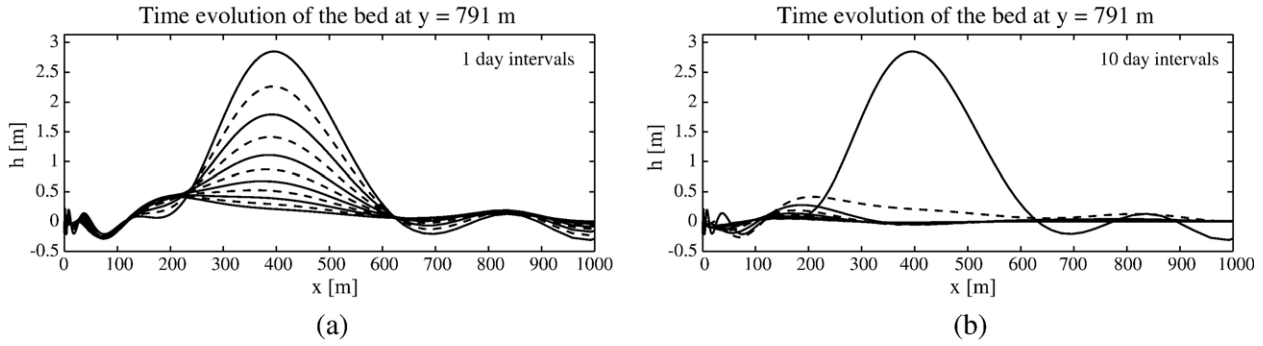 Time evolution of the bed at y = 791 m
1 day intervals
h [m]
3
2.5
2
1.5
1
0.5
0
-0.5
0 100 200 300 400 500 600 700 800 900 1000
x [m]
(a)
Time evolution of the bed at y = 791 m
10 day intervals
h [m]
3
2.5
2
1.5
1
0.5
0
-0.5
0 100 200 300 400 500 600 700 800 900 1000
x [m]
(b)